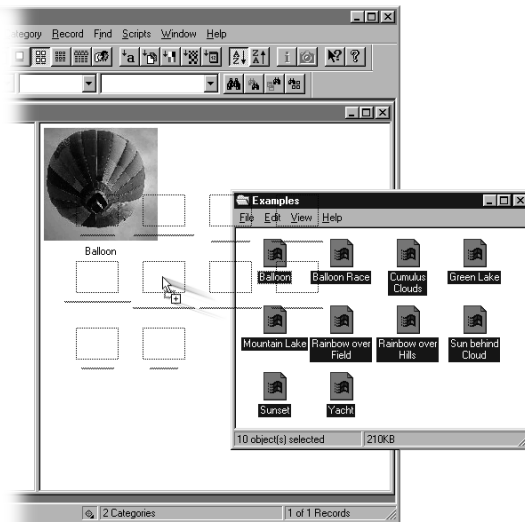 Record Find Scripts Window Help
Balloon
Examples
File Edit View Help
Balloon Balloon Race Cumulus Clouds Green Lake
Mountain Lake Rainbow over Field Rainbow over Hills Sun behind Cloud
Sunset Yacht
10 object(s) selected 210KB
2 Categories 1 of 1 Records